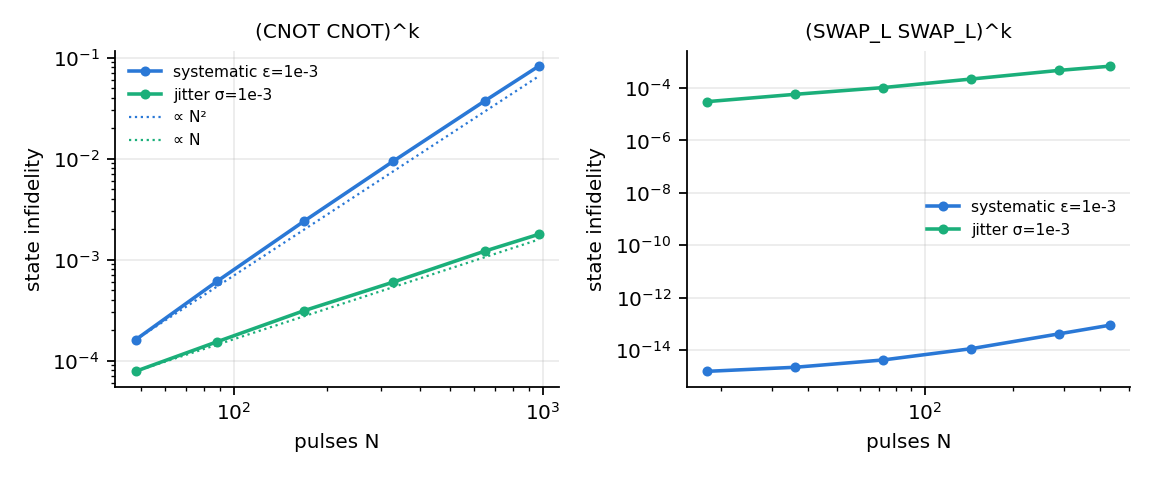 (CNOT CNOT)^k
systematic ε=1e-3
jitter σ=1e-3
∝ N²
∝ N
state infidelity
10⁻¹
10⁻²
10⁻³
10⁻⁴
10²
10³
pulses N
(SWAP_L SWAP_L)^k
systematic ε=1e-3
jitter σ=1e-3
state infidelity
10⁻⁴
10⁻⁶
10⁻⁸
10⁻¹⁰
10⁻¹²
10⁻¹⁴
10²
pulses N